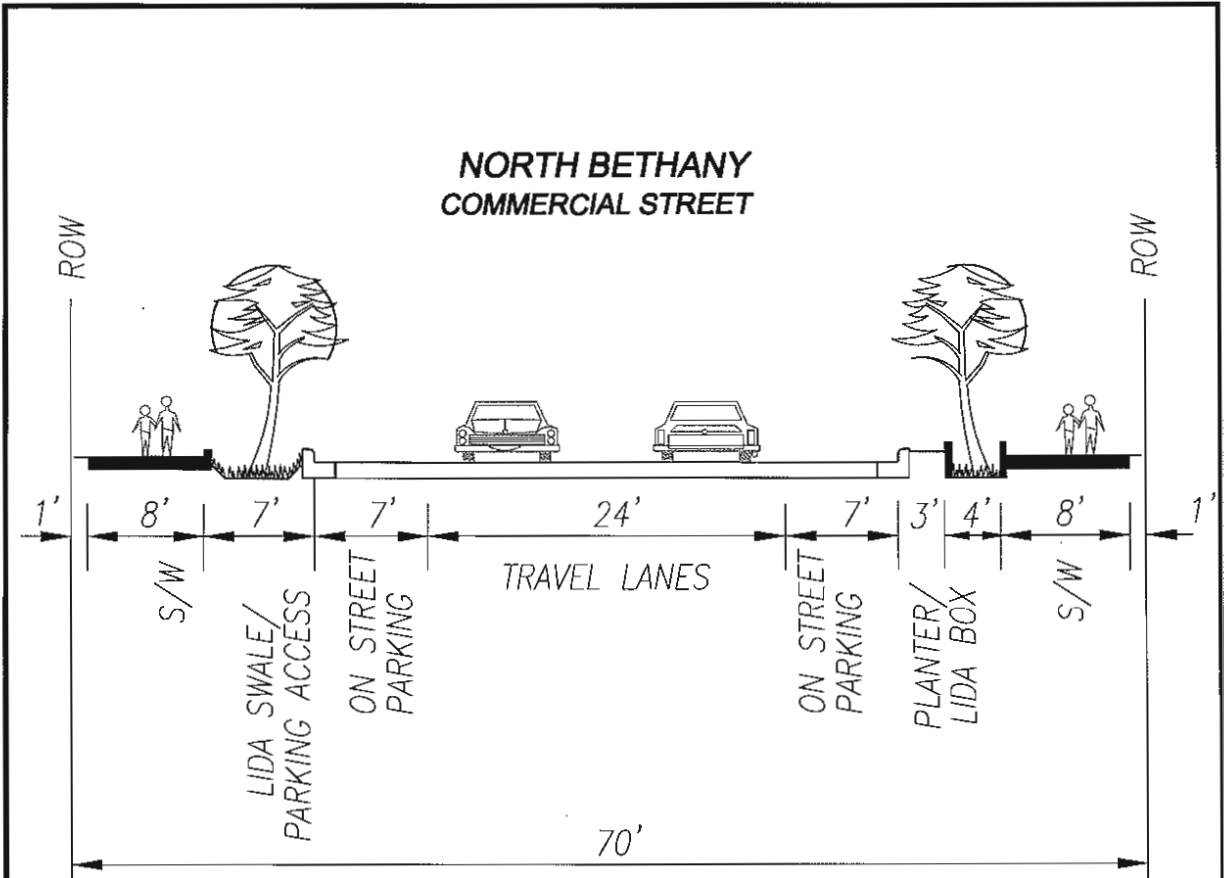 NORTH BETHANY
COMMERCIAL STREET
ROW
ROW
1'
8'
7'
7'
24'
7'
3'
4'
8'
1'
S/W
LIDA SWALE/
PARKING ACCESS
ON STREET
PARKING
TRAVEL LANES
ON STREET
PARKING
PLANTER/
LIDA BOX
S/W
70'